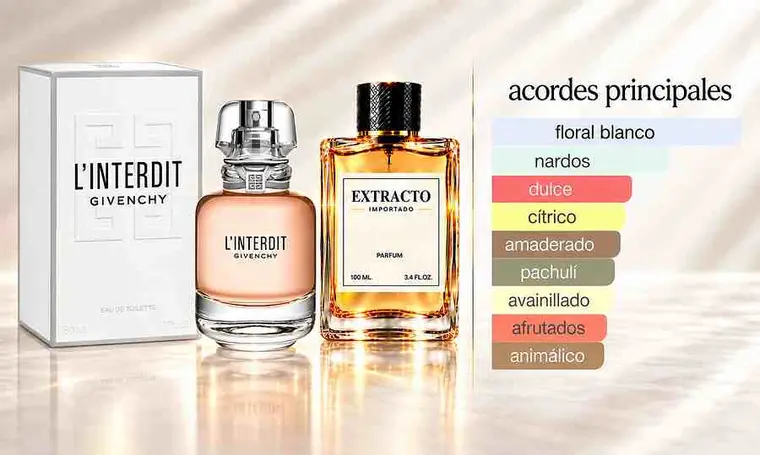 L'INTERDIT
GIVENCHY
EAU DE TOILETTE
L'INTERDIT
GIVENCHY
EXTRACTO
IMPORTADO
PARFUM
100 ML. 3.4 FL.OZ.
acordes principales
floral blanco
nardos
dulce
cítrico
amaderado
pachulí
avainillado
afrutados
animálico